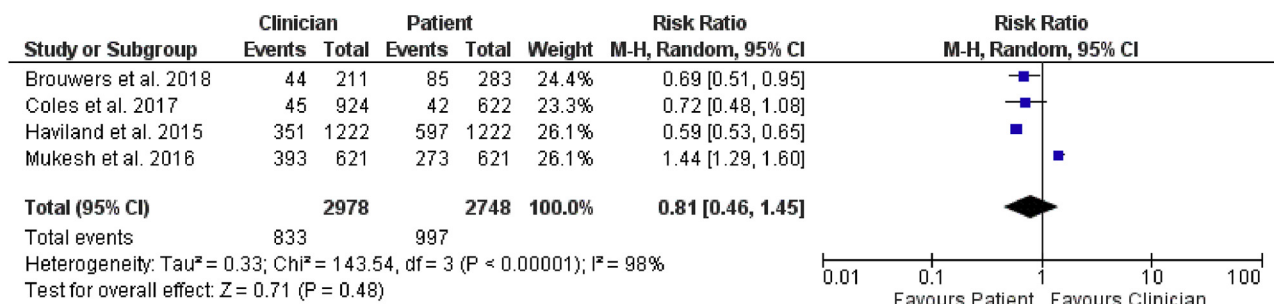 Clinician Patient Risk Ratio Risk Ratio
Study or Subgroup Events Total Events Total Weight M-H, Random, 95% CI M-H, Random, 95% CI
Brouwers et al. 2018 44 211 85 283 24.4% 0.69 [0.51, 0.95]
Coles et al. 2017 45 924 42 622 23.3% 0.72 [0.48, 1.08]
Haviland et al. 2015 351 1222 597 1222 26.1% 0.59 [0.53, 0.65]
Mukesh et al. 2016 393 621 273 621 26.1% 1.44 [1.29, 1.60]
Total (95% CI) 2978 2748 100.0% 0.81 [0.46, 1.45]
Total events 833 997
Heterogeneity: Tau² = 0.33; Chi² = 143.54, df = 3 (P < 0.00001); I² = 98%
Test for overall effect: Z = 0.71 (P = 0.48)
0.01 0.1 1 10 100
Favours Patient Favours Clinician